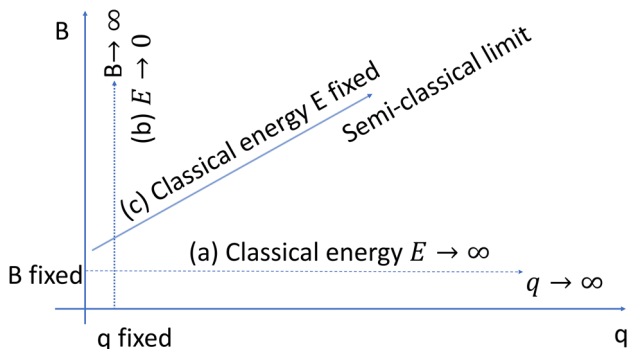 B
B→ ∞
(b) E → 0
(c) Classical energy E fixed
Semi-classical limit
(a) Classical energy E → ∞
B fixed
q → ∞
q fixed
q